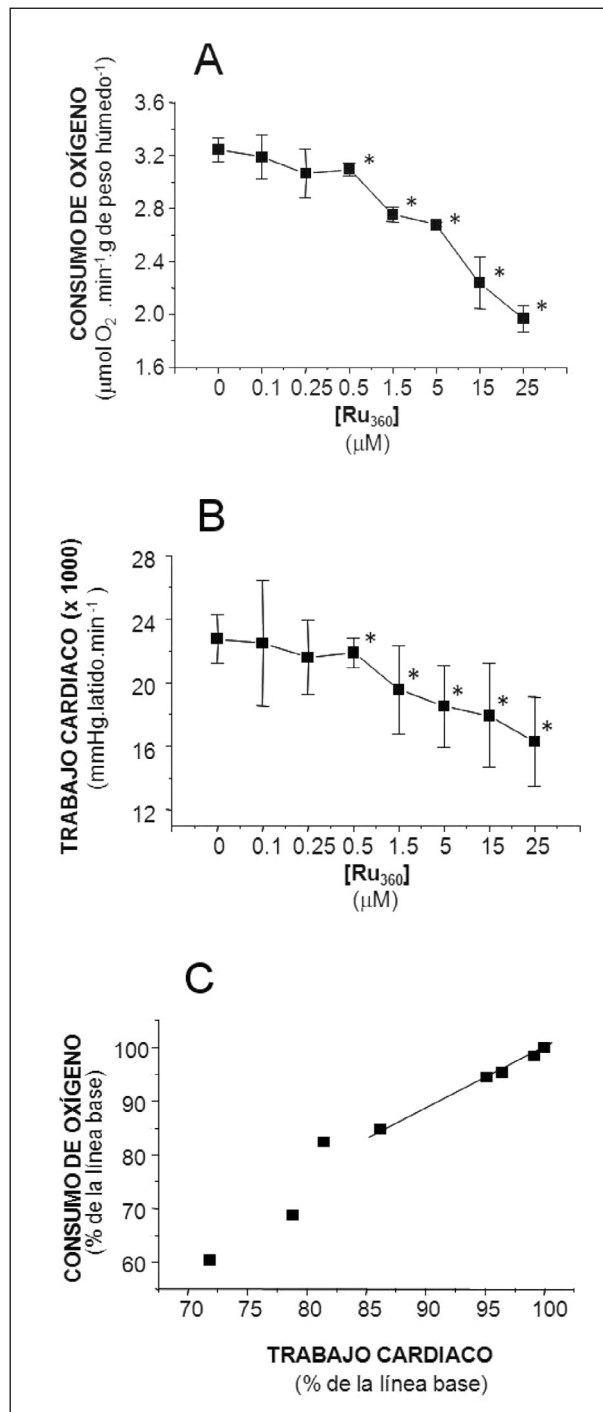 A
CONSUMO DE OXÍGENO
(μmol O₂ .min⁻¹.g de peso húmedo⁻¹)
3.6
3.2
2.8
2.4
2.0
1.6
*
*
*
*
*
0 0.1 0.25 0.5 1.5 5 15 25
[Ru₃₆₀]
(μM)
B
TRABAJO CARDIACO (x 1000)
(mmHg.latido.min⁻¹)
28
24
20
16
12
*
*
*
*
*
0 0.1 0.25 0.5 1.5 5 15 25
[Ru₃₆₀]
(μM)
C
CONSUMO DE OXÍGENO
(% de la línea base)
100
90
80
70
60
70 75 80 85 90 95 100
TRABAJO CARDIACO
(% de la línea base)